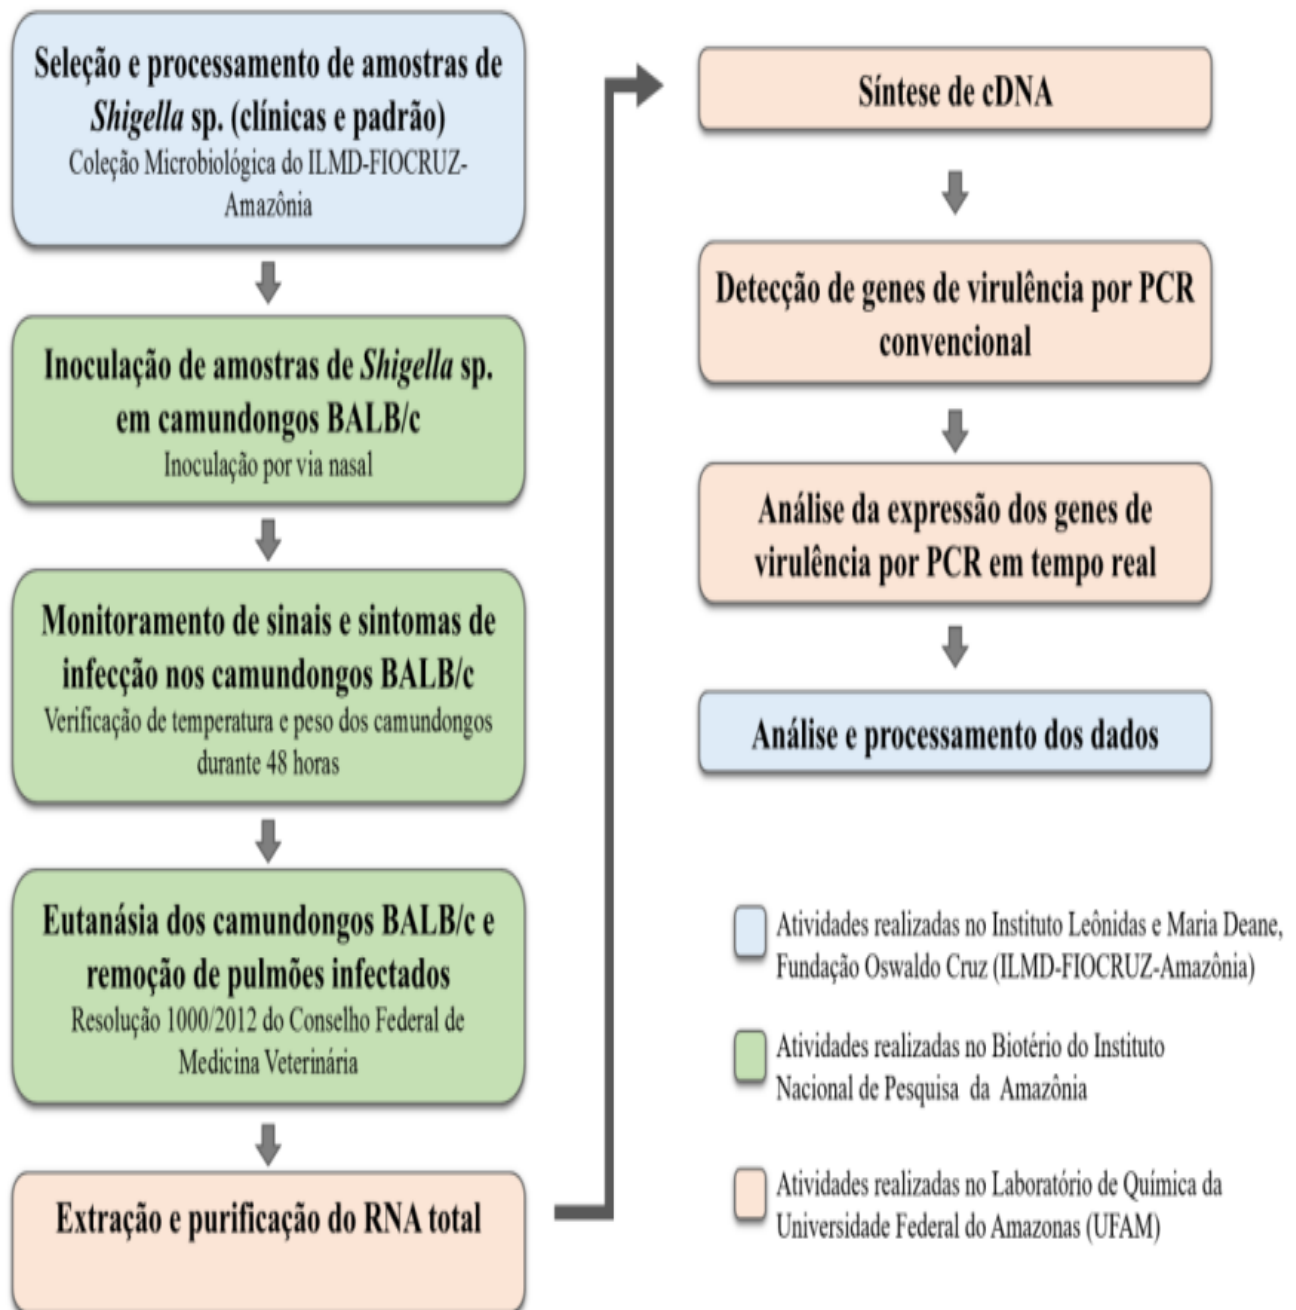 Seleção e processamento de amostras de
Shigella sp. (clínicas e padrão)
Coleção Microbiológica do ILMD-FIOCRUZ-
Amazônia
Inoculação de amostras de Shigella sp.
em camundongos BALB/c
Inoculação por via nasal
Monitoramento de sinais e sintomas de
infecção nos camundongos BALB/c
Verificação de temperatura e peso dos camundongos
durante 48 horas
Eutanásia dos camundongos BALB/c e
remoção de pulmões infectados
Resolução 1000/2012 do Conselho Federal de
Medicina Veterinária
Extração e purificação do RNA total
Síntese de cDNA
Detecção de genes de virulência por PCR
convencional
Análise da expressão dos genes de
virulência por PCR em tempo real
Análise e processamento dos dados
Atividades realizadas no Instituto Leônidas e Maria Deane,
Fundação Oswaldo Cruz (ILMD-FIOCRUZ-Amazônia)
Atividades realizadas no Biotério do Instituto
Nacional de Pesquisa da Amazônia
Atividades realizadas no Laboratório de Química da
Universidade Federal do Amazonas (UFAM)